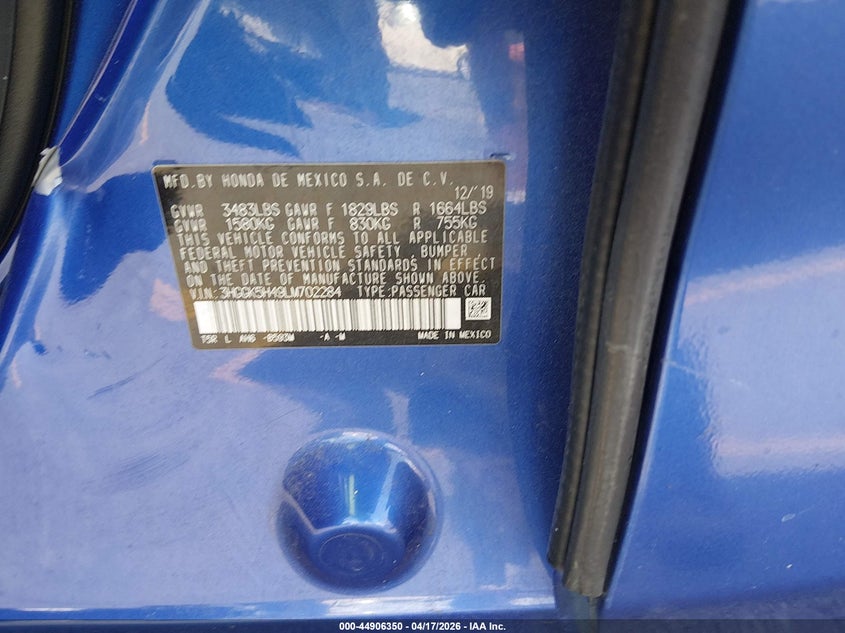 MFD.BY HONDA DE MEXICO S.A. DE C.V.
12/'19
GVWR 3483LBS GAWR F 1829LBS R 1664LBS
GVWR 1580KG GAWR F 830KG R 755KG
THIS VEHICLE CONFORMS TO ALL APPLICABLE
FEDERAL MOTOR VEHICLE SAFETY , BUMPER ,
AND THEFT PREVENTION STANDARDS IN EFFECT
ON THE DATE OF MANUFACTURE SHOWN ABOVE.
VIN: 3HGGK5H49LM702284 TYPE:PASSENGER CAR
T5R L AH6 -B593M -A -M MADE IN MEXICO
000-44906350 | 04/17/2026 | IAA Inc.